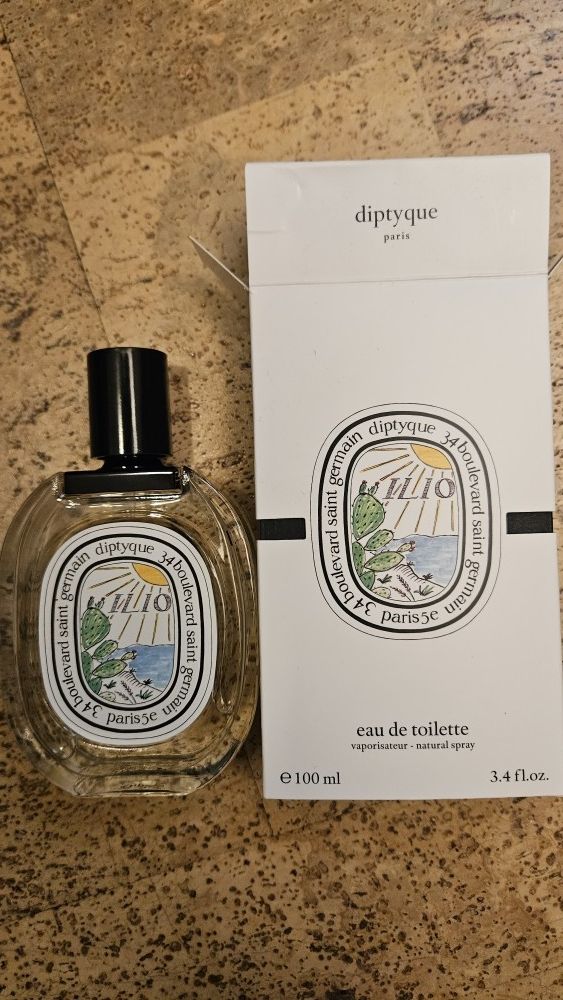 diptyque
paris
diptyque 34 boulevard saint germain paris5e 34 boulevard saint germain
ILIO
eau de toilette
vaporisateur - natural spray
℮100 ml
3.4 fl.oz.
diptyque 34 boulevard saint germain paris5e 34 boulevard saint germain
ILIO